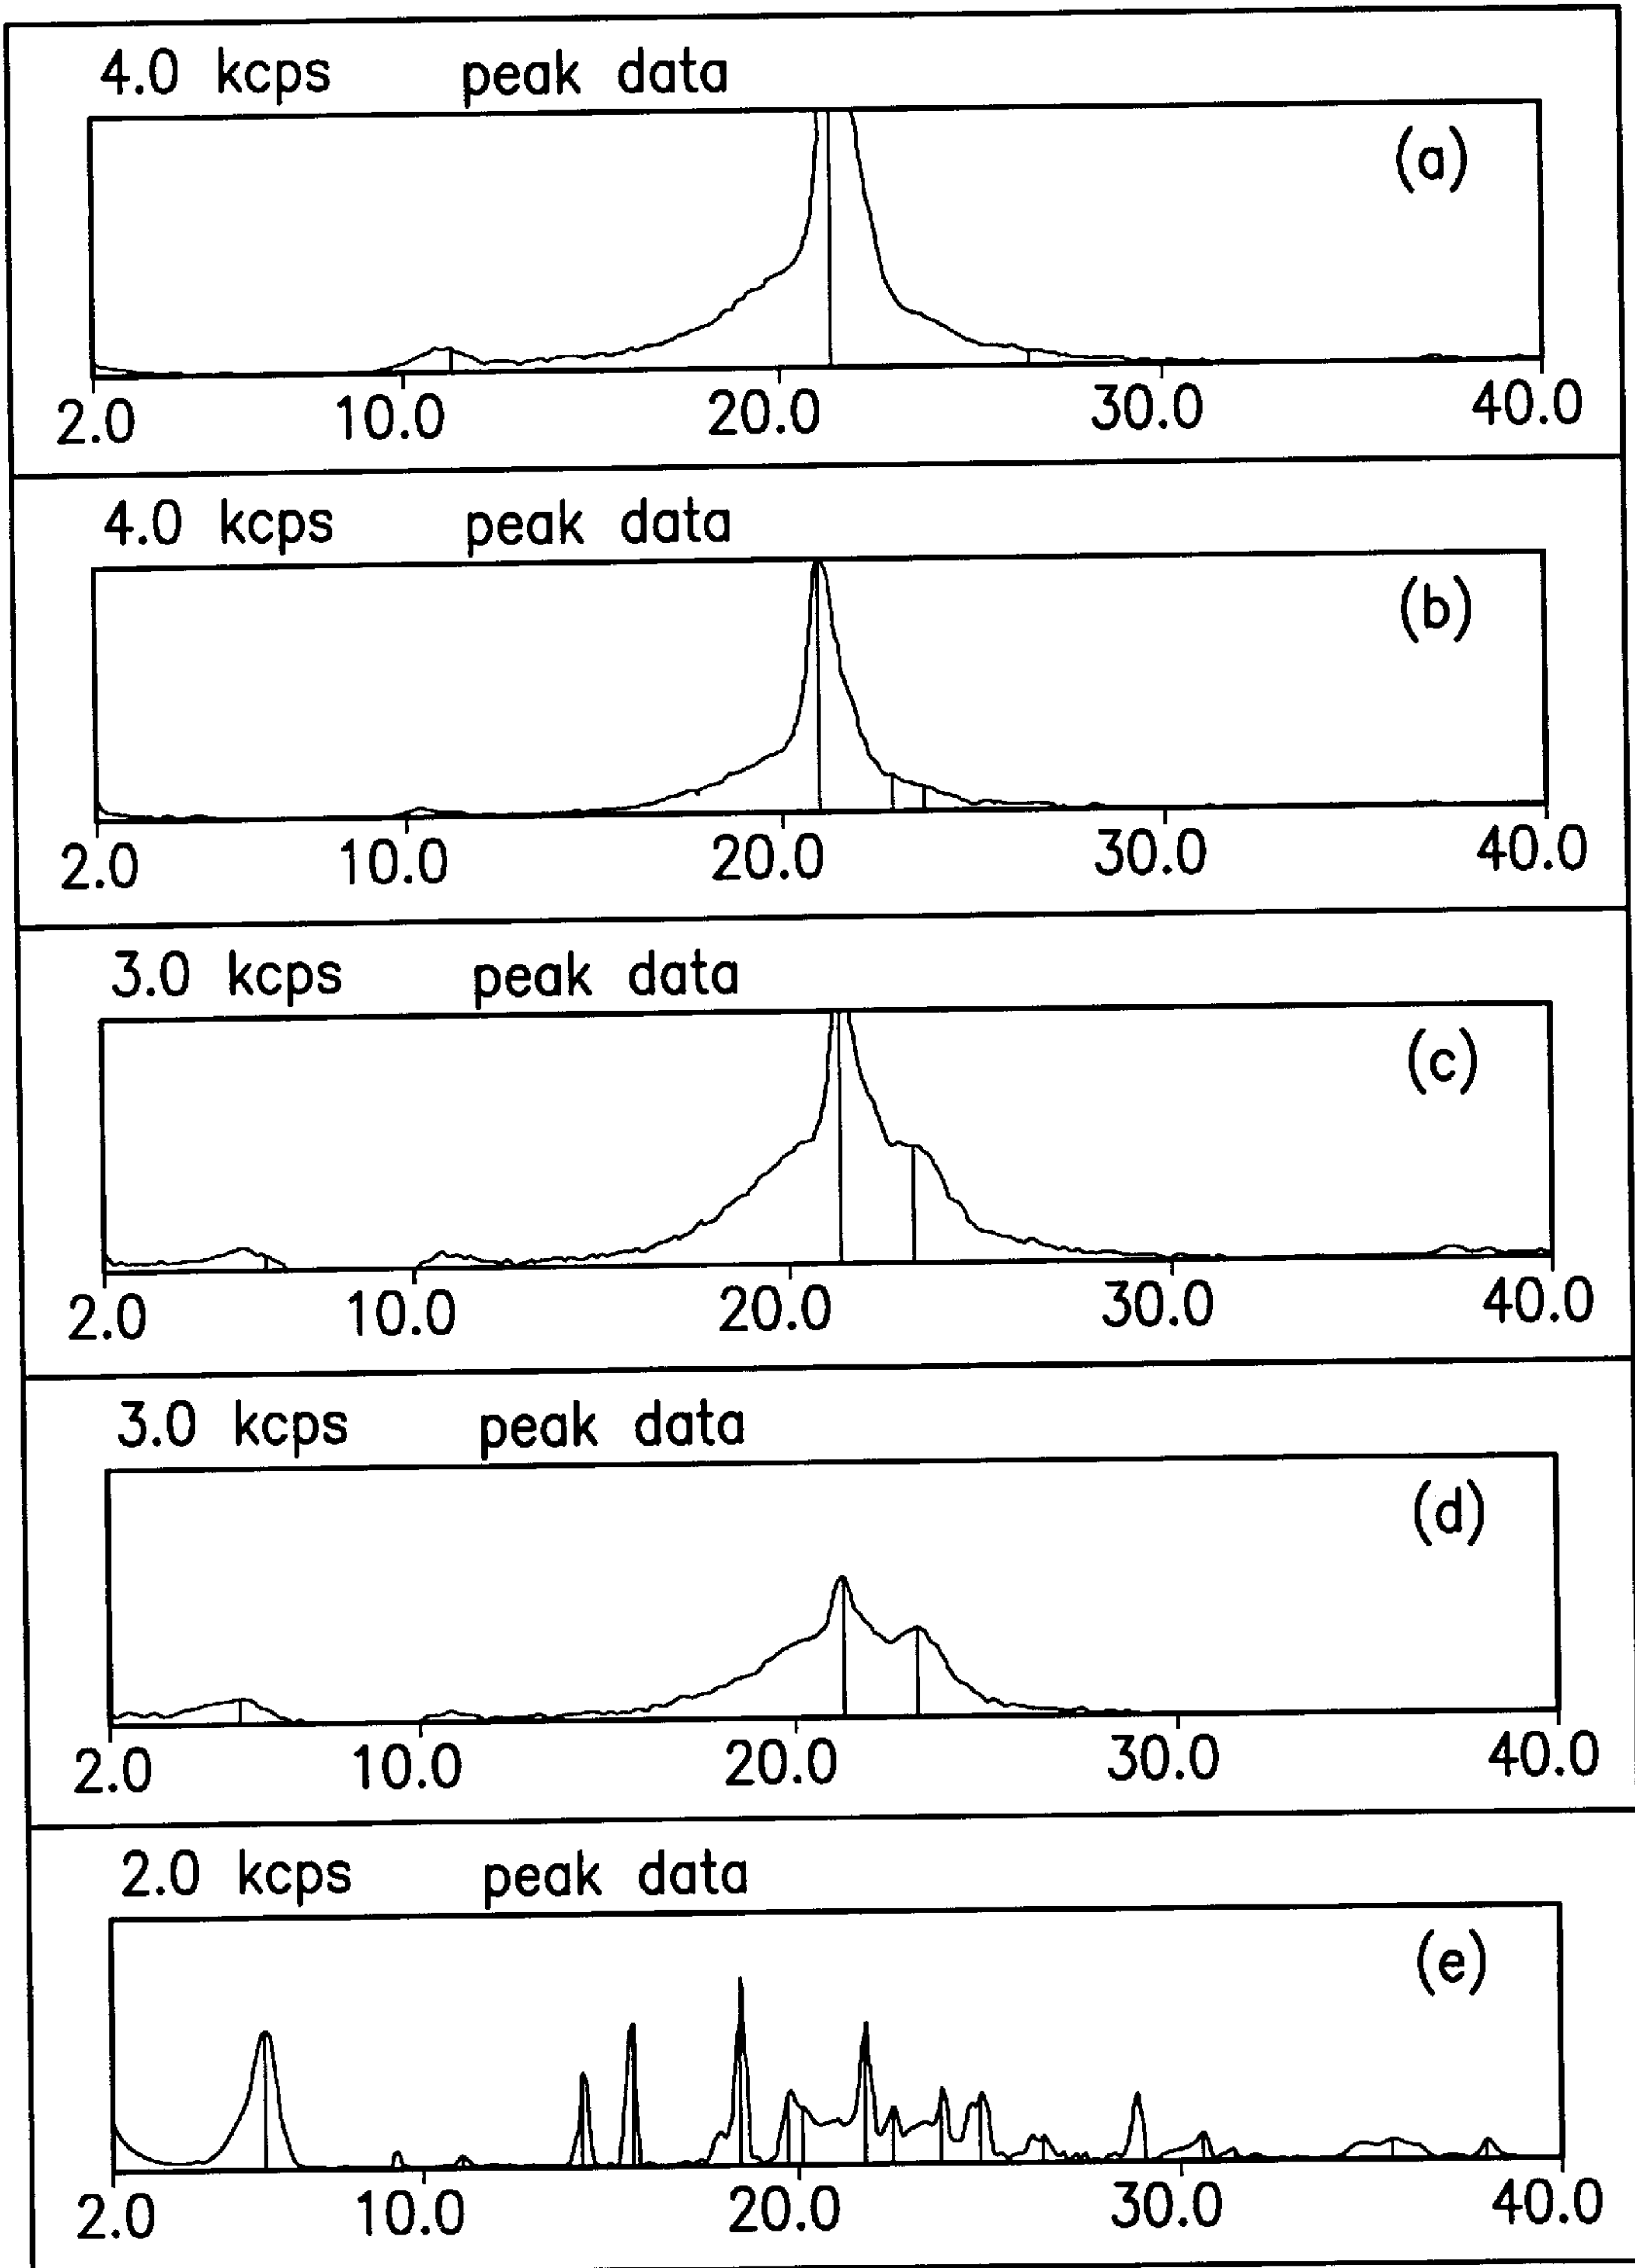 4.0 kcps peak data
(a)
2.0 10.0 20.0 30.0 40.0
4.0 kcps peak data
(b)
2.0 10.0 20.0 30.0 40.0
3.0 kcps peak data
(c)
2.0 10.0 20.0 30.0 40.0
3.0 kcps peak data
(d)
2.0 10.0 20.0 30.0 40.0
2.0 kcps peak data
(e)
2.0 10.0 20.0 30.0 40.0